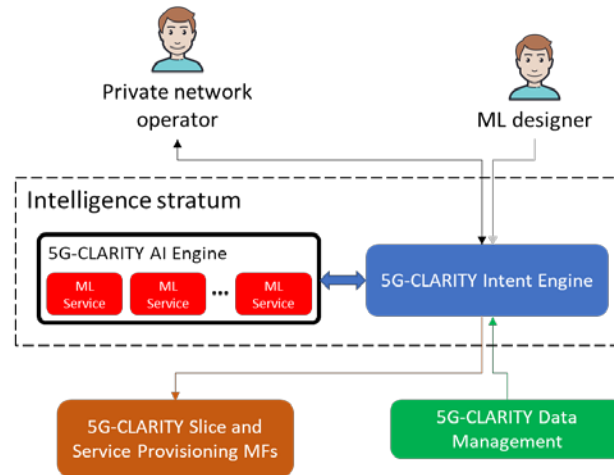 Private network
operator
ML designer
Intelligence stratum
5G-CLARITY AI Engine
ML
Service
ML
Service
...
ML
Service
5G-CLARITY Intent Engine
5G-CLARITY Slice and
Service Provisioning MFs
5G-CLARITY Data
Management